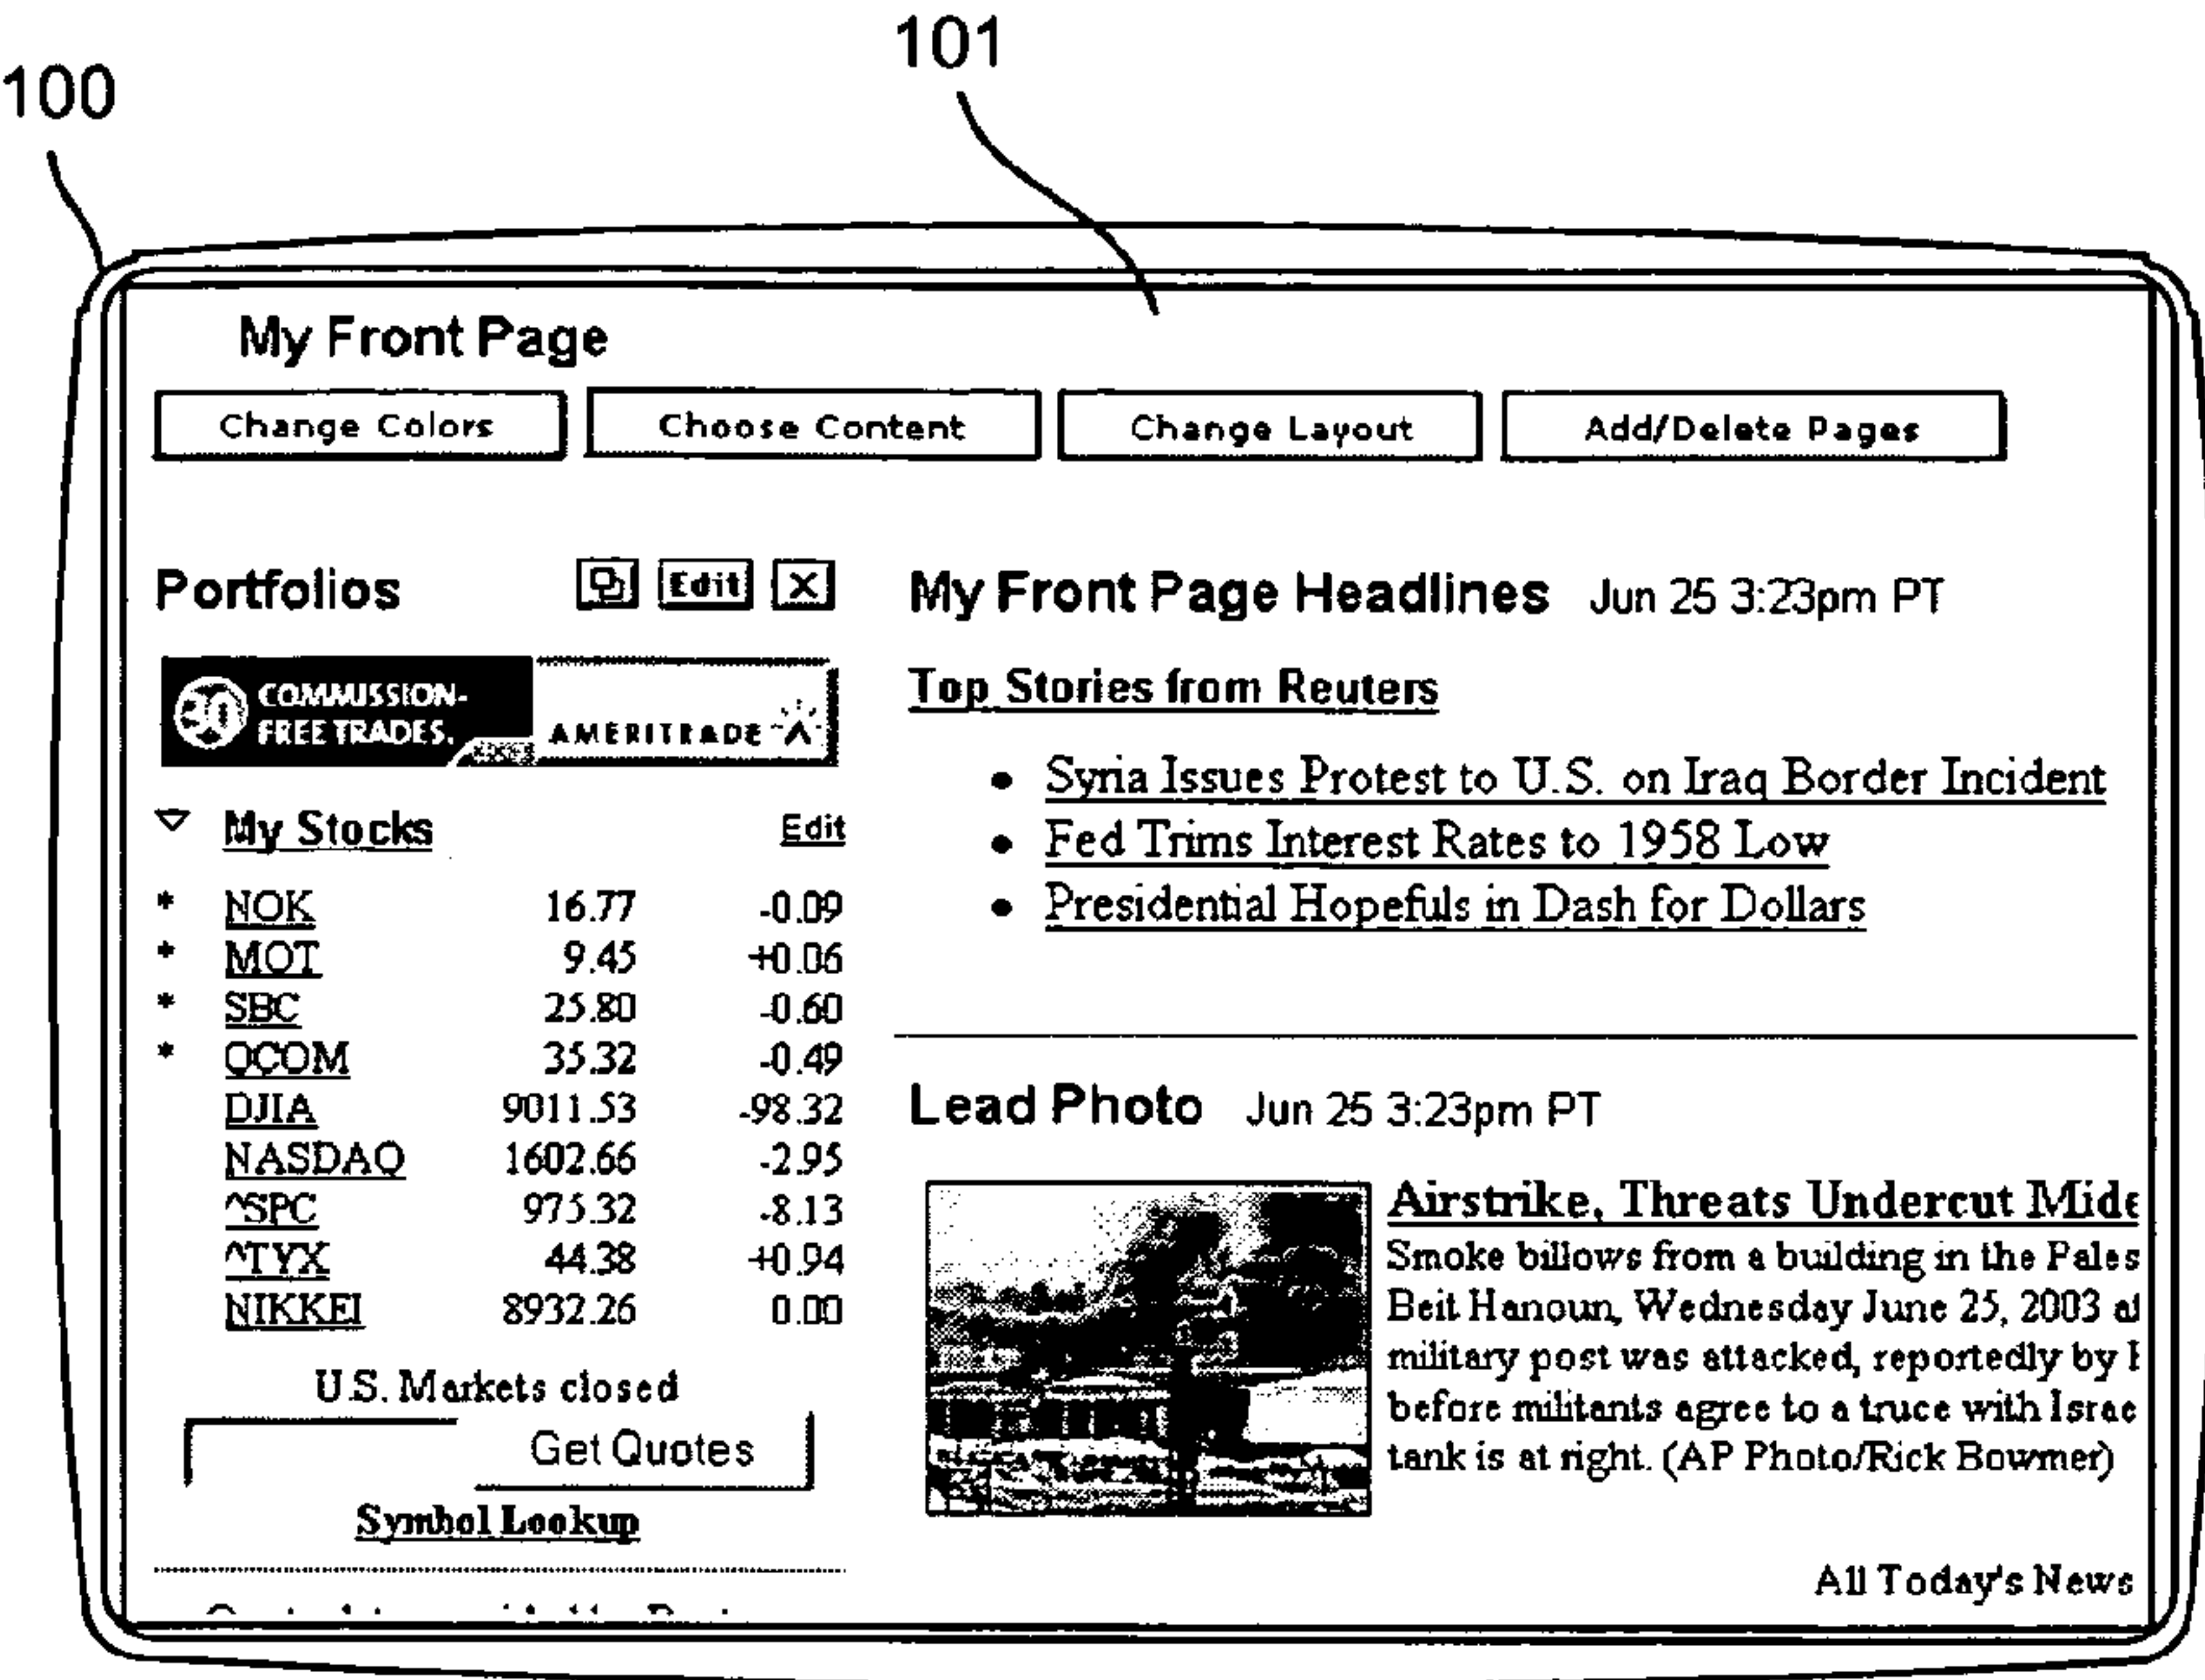 101
100
My Front Page
Change Colors Choose Content Change Layout Add/Delete Pages
Portfolios Edit X
30 COMMISSION-
FREE TRADES.
AMERITRADE
▽ My Stocks Edit
* NOK 16.77 -0.09
* MOT 9.45 +0.06
* SBC 25.80 -0.60
* QCOM 35.32 -0.49
DJIA 9011.53 -98.32
NASDAQ 1602.66 -2.95
^SPC 975.32 -8.13
^TYX 44.38 +0.94
NIKKEI 8932.26 0.00
U.S. Markets closed
Get Quotes
Symbol Lookup
My Front Page Headlines Jun 25 3:23pm PT
Top Stories from Reuters
• Syria Issues Protest to U.S. on Iraq Border Incident
• Fed Trims Interest Rates to 1958 Low
• Presidential Hopefuls in Dash for Dollars
Lead Photo Jun 25 3:23pm PT
Airstrike, Threats Undercut Mide
Smoke billows from a building in the Pales
Beit Hanoun, Wednesday June 25, 2003
military post was attacked, reportedly by
before militants agree to a truce with Israe
tank is at right. (AP Photo/Rick Bowmer)
All Today's News